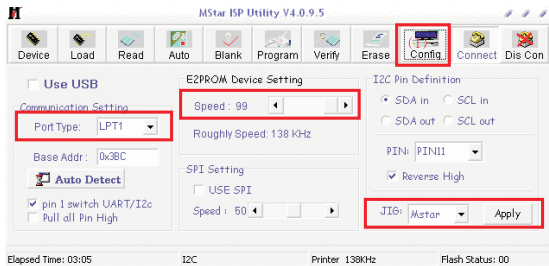 MStar ISP Utility V4.0.9.5
Device Load Read Auto Blank Program Verify Erase Config Connect Dis Con
Use USB
Communication Setting
Port Type: LPT1
Base Addr: 0x3BC
Auto Detect
pin 1 switch UART/I2c
Pull all Pin High
E2PROM Device Setting
Speed: 99
Roughly Speed: 138 KHz
SPI Setting
USE SPI
Speed: 50
I2C Pin Definition
SDA in SCL in
SDA out SCL out
PIN: PIN11
Reverse High
JIG: Mstar Apply
Elapsed Time: 03:05 I2C Printer 138KHz Flash Status: 00